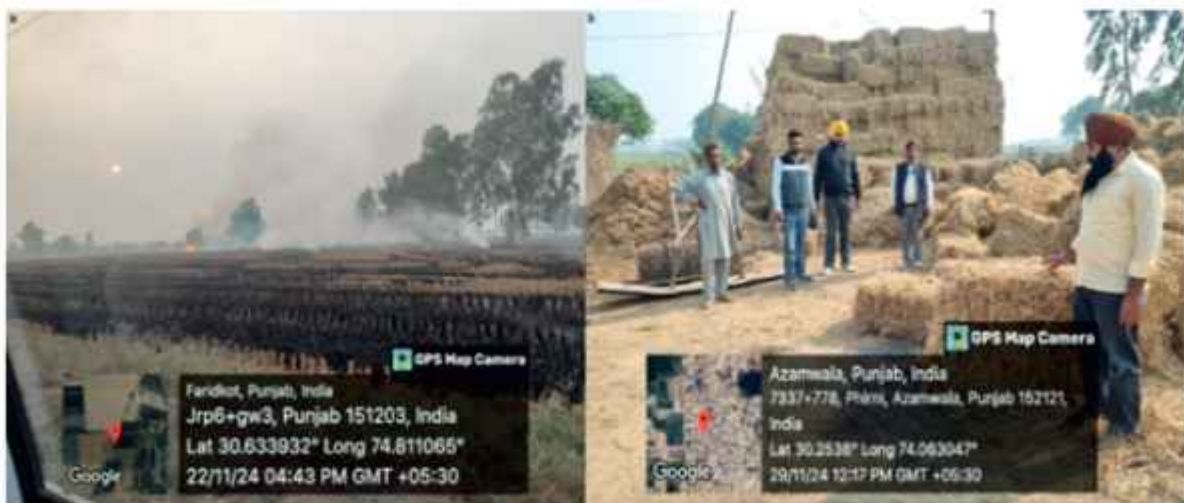 a
GPS Map Camera
Faridkot, Punjab, India
Jrp6+gw3, Punjab 151203, India
Lat 30.633932° Long 74.811065°
22/11/24 04:43 PM GMT +05:30
Google
GPS Map Camera
Azamwala, Punjab, India
7337+778, Phirni, Azamwala, Punjab 152121,
India
Lat 30.2538° Long 74.063047°
29/11/24 12:17 PM GMT +05:30
Google